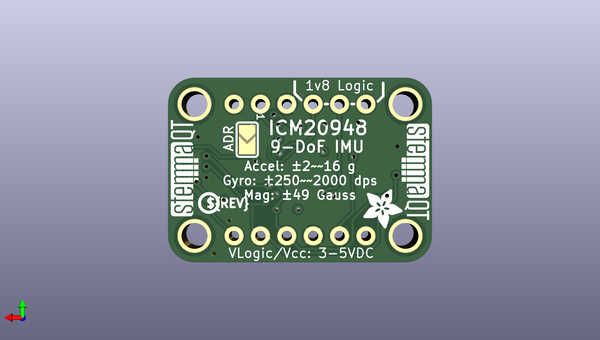 1v8 Logic
1
ADR
ICM20948
9-DoF IMU
Accel: ±2~~16 g
Gyro: ±250~~2000 dps
Mag: ±49 Gauss
stemmaQT
stemmaQT
$[REV]
VLogic/Vcc: 3-5VDC